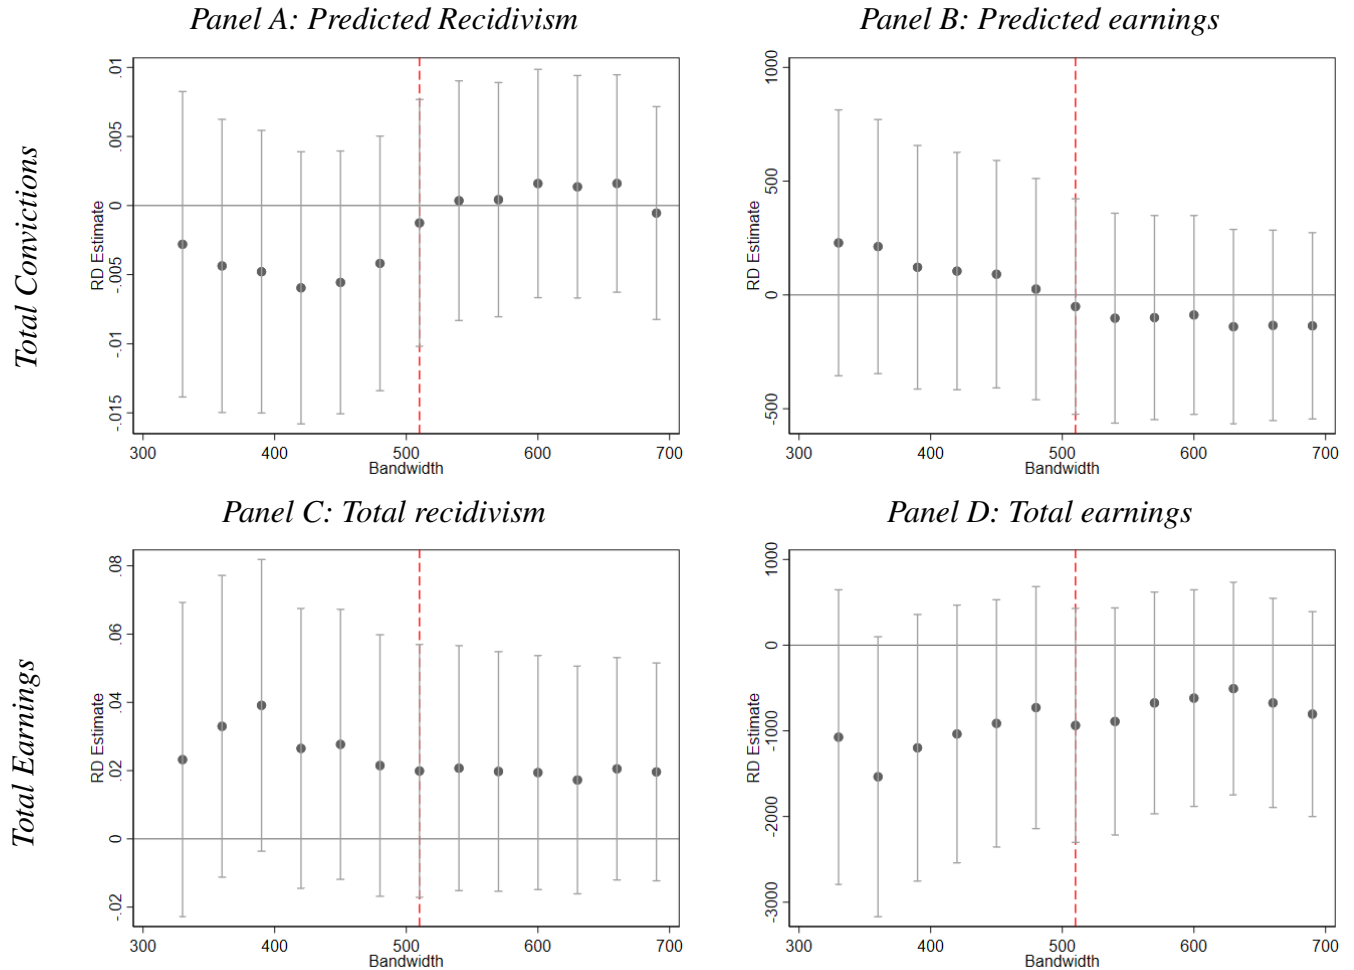 Panel A: Predicted Recidivism
Panel B: Predicted earnings
Total Convictions
RD Estimate
.01
.005
0
-.005
-.01
-.015
300 400 500 600 700
Bandwidth
RD Estimate
1000
500
0
-500
300 400 500 600 700
Bandwidth
Panel C: Total recidivism
Panel D: Total earnings
Total Earnings
RD Estimate
.08
.06
.04
.02
0
-.02
300 400 500 600 700
Bandwidth
RD Estimate
1000
0
-1000
-2000
-3000
300 400 500 600 700
Bandwidth